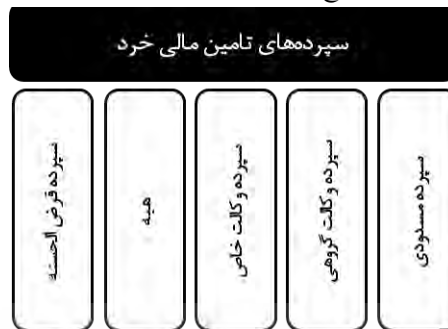 سپرده‌های تامین مالی خرد
سپرده مسدودی
سپرده وکالت گروهی
سپرده وکالت خاص
هبه
سپرده قرض الحسنه